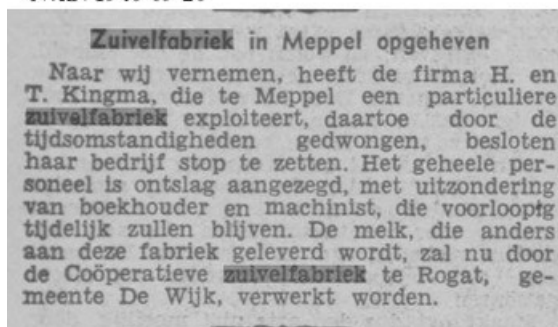 Zuivelfabriek in Meppel opgeheven
Naar wij vernemen, heeft de firma H. en
T. Kingma, die te Meppel een particuliere
zuivelfabriek exploiteert, daartoe door de
tijdsomstandigheden gedwongen, besloten
haar bedrijf stop te zetten. Het geheele per-
soneel is ontslag aangezegd, met uitzondering
van boekhouder en machinist, die voorlooptg
tijdelijk zullen blijven. De melk, die anders
aan deze fabriek geleverd wordt, zal nu door
de Coöperatieve zuivelfabriek te Rogat, ge-
meente De Wijk, verwerkt worden.